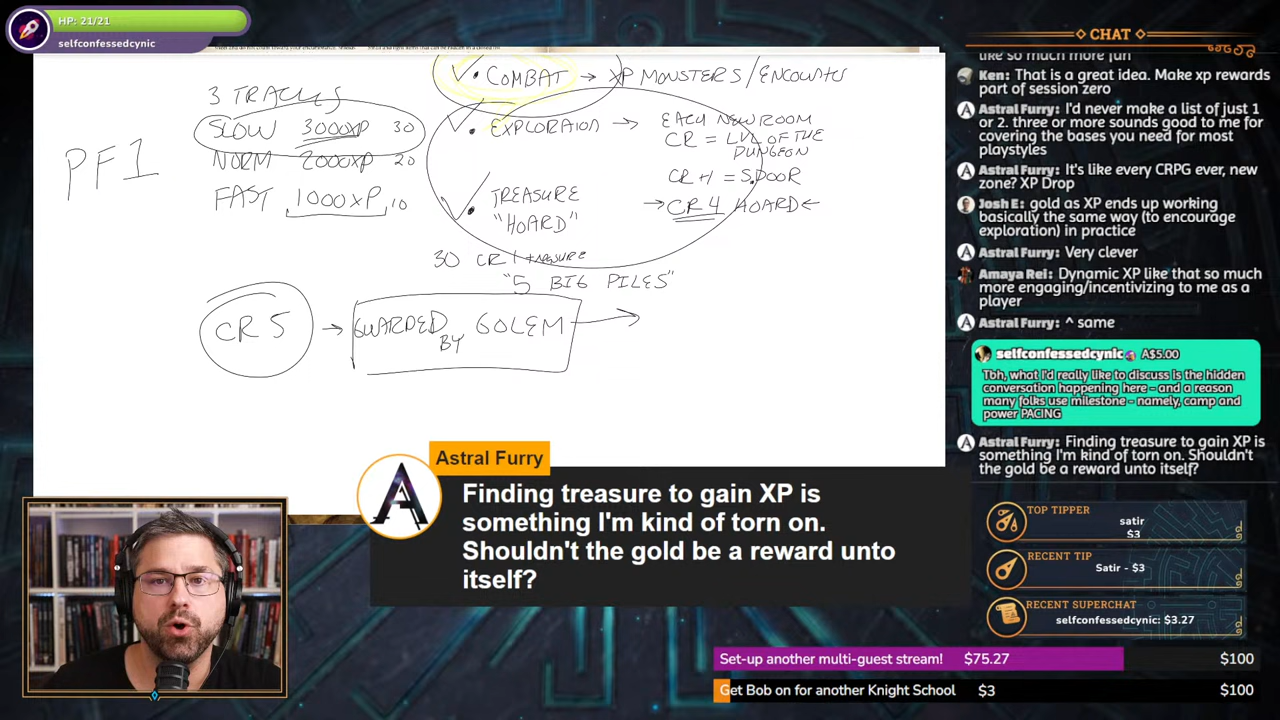 HP: 21/21
selfconfessedcynic
PF1
3 TRACKS
SLOW 3000XP 30
NORM 2000XP 20
FAST 1000XP 10
COMBAT → XP MONSTERS/ENCOUNTER
EXPLORATION → EACH NEW ROOM
CR = LVL OF THE
DUNGEON
CR+1 = S.DOOR
TREASURE
"HOARD"
→ CR4 HOARD ←
30 CR 1 treasure
"5 BIG PILES"
CR 5 → GUARDED BY GOLEM →
Astral Furry
Finding treasure to gain XP is
something I'm kind of torn on.
Shouldn't the gold be a reward unto
itself?
CHAT
like so much more fun
Ken: That is a great idea. Make xp rewards
part of session zero
Astral Furry: I'd never make a list of just 1
or 2. three or more sounds good to me for
covering the bases you need for most
playstyles
Astral Furry: It's like every CRPG ever, new
zone? XP Drop
Josh E: gold as XP ends up working
basically the same way (to encourage
exploration) in practice
Astral Furry: Very clever
Amaya Rei: Dynamic XP like that so much
more engaging/incentivizing to me as a
player
Astral Furry: ^ same
selfconfessedcynic A$5.00
Tbh, what I'd really like to discuss is the hidden
conversation happening here - and a reason
many folks use milestone - namely, camp and
power PACING
Astral Furry: Finding treasure to gain XP is
something I'm kind of torn on. Shouldn't
the gold be a reward unto itself?
TOP TIPPER
satir
$3
RECENT TIP
Satir - $3
RECENT SUPERCHAT
selfconfessedcynic: $3.27
Set-up another multi-guest stream! $75.27 $100
Get Bob on for another Knight School $3 $100